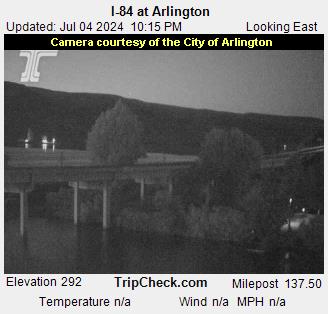 I-84 at Arlington
Updated: Jul 04 2024 10:15 PM Looking East
Camera courtesy of the City of Arlington
Elevation 292 TripCheck.com Milepost 137.50
Temperature n/a Wind n/a MPH n/a